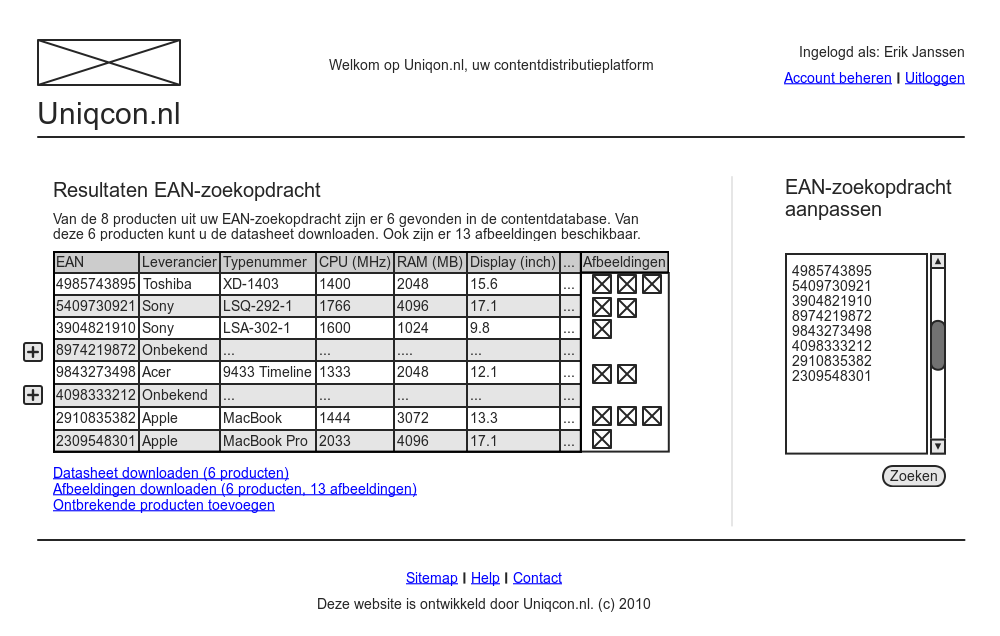 Uniqcon.nl
Welkom op Uniqon.nl, uw contentdistributieplatform
Ingelogd als: Erik Janssen
Account beheren | Uitloggen
Resultaten EAN-zoekopdracht
Van de 8 producten uit uw EAN-zoekopdracht zijn er 6 gevonden in de contentdatabase. Van
deze 6 producten kunt u de datasheet downloaden. Ook zijn er 13 afbeeldingen beschikbaar.
EAN Leverancier Typenummer CPU (MHz) RAM (MB) Display (inch) ... Afbeeldingen
4985743895 Toshiba XD-1403 1400 2048 15.6 ...
5409730921 Sony LSQ-292-1 1766 4096 17.1 ...
3904821910 Sony LSA-302-1 1600 1024 9.8 ...
8974219872 Onbekend ... ... .... ... ...
9843273498 Acer 9433 Timeline 1333 2048 12.1 ...
4098333212 Onbekend ... ... ... ... ...
2910835382 Apple MacBook 1444 3072 13.3 ...
2309548301 Apple MacBook Pro 2033 4096 17.1 ...
Datasheet downloaden (6 producten)
Afbeeldingen downloaden (6 producten, 13 afbeeldingen)
Ontbrekende producten toevoegen
EAN-zoekopdracht
aanpassen
4985743895
5409730921
3904821910
8974219872
9843273498
4098333212
2910835382
2309548301
Zoeken
Sitemap | Help | Contact
Deze website is ontwikkeld door Uniqcon.nl. (c) 2010